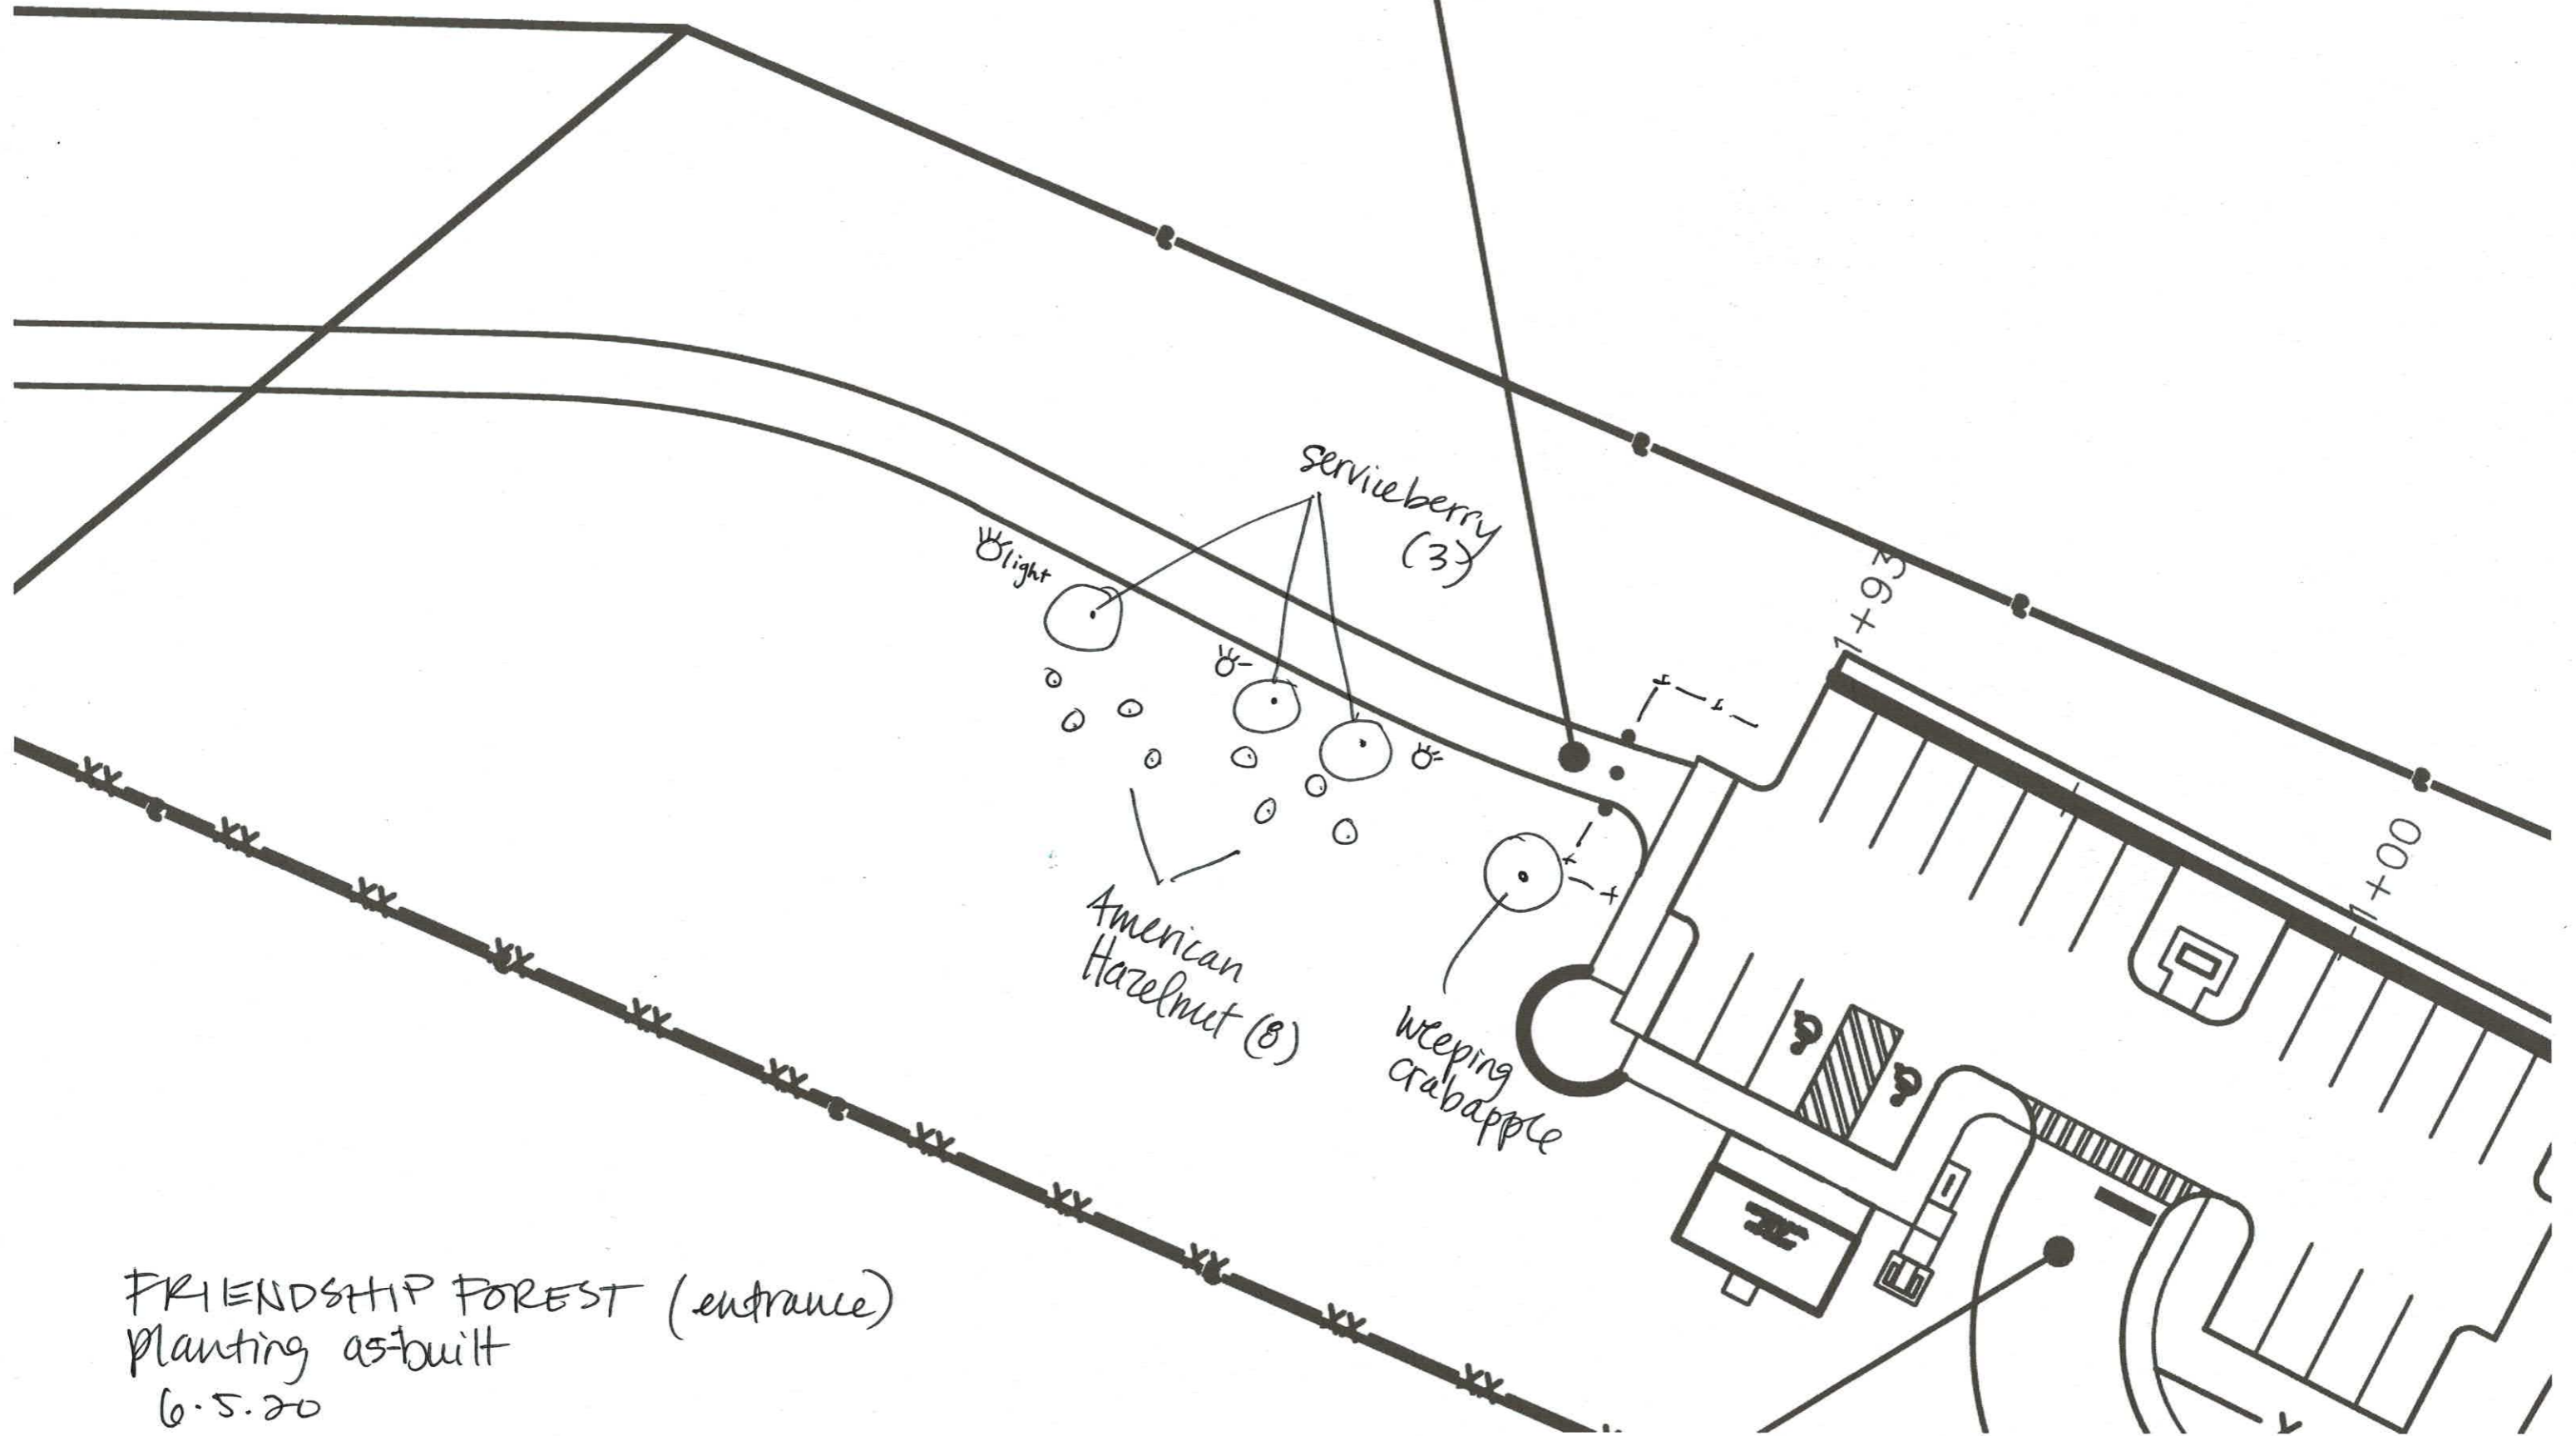 serviceberry
(3)
light
1+93
1+00
American
Hazelnut (8)
weeping
crabapple
FRIENDSHIP FOREST (entrance)
planting as-built
6.5.20